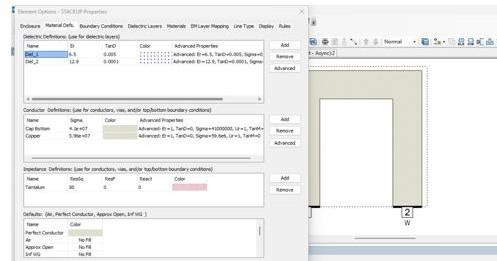 Element Options - STACKUP Properties
Enclosure Material Defs. Boundary Conditions Dielectric Layers Materials EM Layer Mapping Line Type Display Rules
Dielectric Definitions: (use for dielectric layers)
Name Er TanD Color Advanced Properties
Diel_1 6.5 0.005 Advanced: Er=6.5, TanD=0.005, Sigma=0
Diel_2 12.9 0.0001 Advanced: Er=12.9, TanD=0.0001, Sigma=
Add
Remove
Advanced
Conductor Definitions: (use for conductors, vias, and/or top/bottom boundary conditions)
Name Sigma Color Advanced Properties
Cap Bottom 4.1e+07 Advanced: Er=1, TanD=0, Sigma=41000000, Ur=1, TanM=
Copper 5.96e+07 Advanced: Er=1, TanD=0, Sigma=59.6e+06, Ur=1, TanM=0
Add
Remove
Advanced
Impedance Definitions: (use for conductors, vias, and/or top/bottom boundary conditions)
Name ResSq ResF React Color
Tantalum 50 0 0
Add
Remove
Defaults: (Air, Perfect Conductor, Approx Open, Inf WG )
Name Color
Perfect Conductor
Air No Fill
Approx Open No Fill
Inf WG No Fill
Normal
t - Async]2
2
W